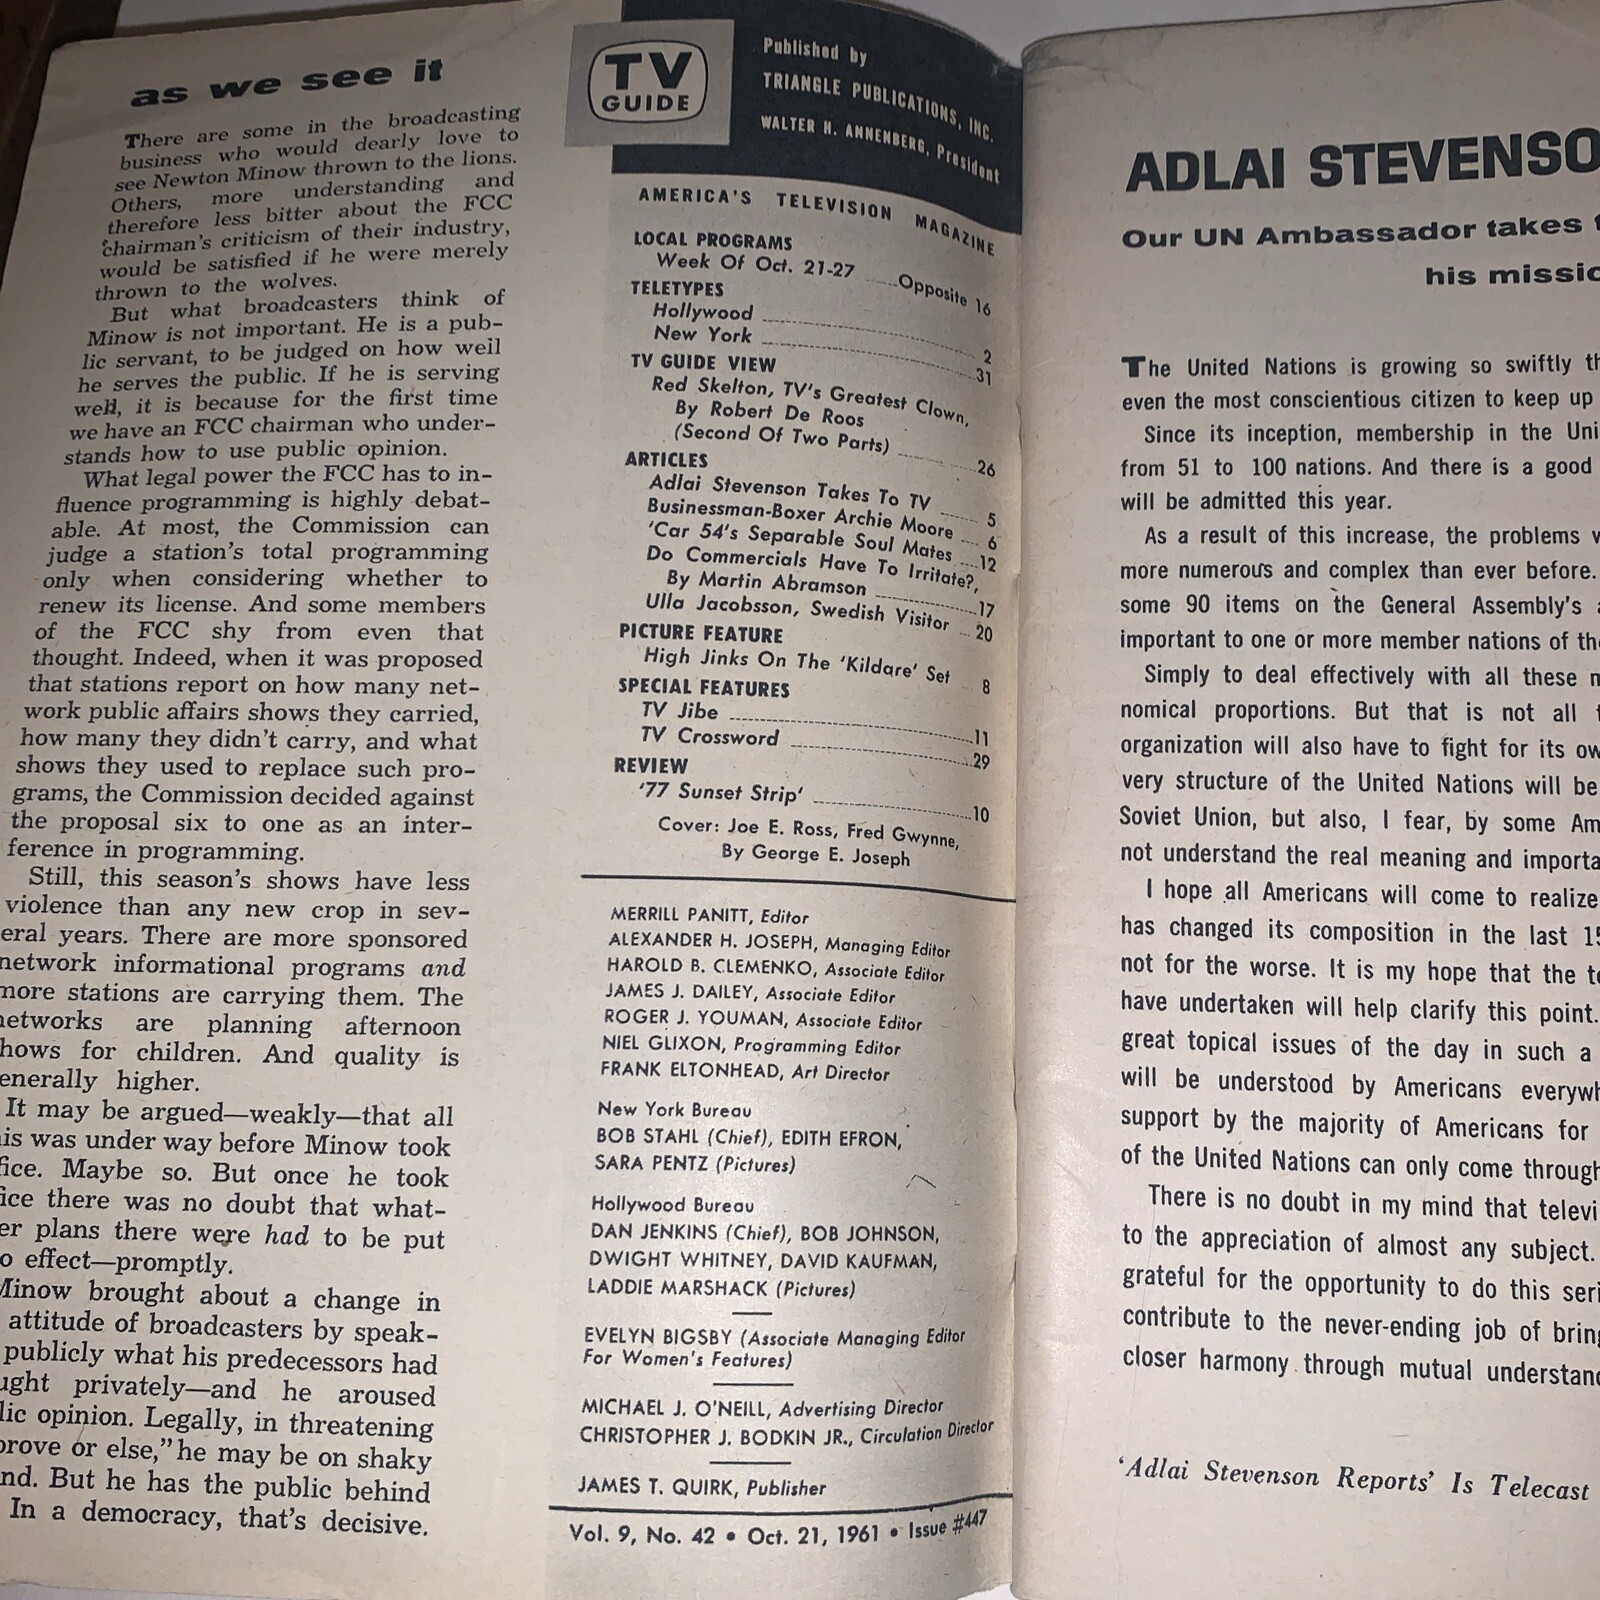 as we see it
There are some in the broadcasting
business who would dearly love to
see Newton Minow thrown to the lions.
Others, more understanding and
therefore less bitter about the FCC
chairman's criticism of their industry,
would be satisfied if he were merely
thrown to the wolves.
But what broadcasters think of
Minow is not important. He is a pub-
lic servant, to be judged on how well
he serves the public. If he is serving
well, it is because for the first time
we have an FCC chairman who under-
stands how to use public opinion.
What legal power the FCC has to in-
fluence programming is highly debat-
able. At most, the Commission can
judge a station's total programming
only when considering whether to
renew its license. And some members
of the FCC shy from even that
thought. Indeed, when it was proposed
that stations report on how many net-
work public affairs shows they carried,
how many they didn't carry, and what
shows they used to replace such pro-
grams, the Commission decided against
the proposal six to one as an inter-
ference in programming.
Still, this season's shows have less
violence than any new crop in sev-
eral years. There are more sponsored
network informational programs and
more stations are carrying them. The
networks are planning afternoon
hows for children. And quality is
enerally higher.
It may be argued—weakly—that all
is was under way before Minow took
fice. Maybe so. But once he took
ice there was no doubt that what-
er plans there were had to be put
o effect—promptly.
Minow brought about a change in
attitude of broadcasters by speak-
publicly what his predecessors had
ught privately—and he aroused
lic opinion. Legally, in threatening
prove or else," he may be on shaky
nd. But he has the public behind
In a democracy, that's decisive.
TV
GUIDE
Published by
TRIANGLE PUBLICATIONS, INC.
WALTER H. ANNENBERG, President
AMERICA'S TELEVISION MAGAZINE
LOCAL PROGRAMS
Week Of Oct. 21-27 Opposite 16
TELETYPES
Hollywood 2
New York 31
TV GUIDE VIEW
Red Skelton, TV's Greatest Clown,
By Robert De Roos
(Second Of Two Parts) 26
ARTICLES
Adlai Stevenson Takes To TV 5
Businessman-Boxer Archie Moore 6
'Car 54's Separable Soul Mates 12
Do Commercials Have To Irritate?,
By Martin Abramson 17
Ulla Jacobsson, Swedish Visitor 20
PICTURE FEATURE
High Jinks On The 'Kildare' Set 8
SPECIAL FEATURES
TV Jibe 11
TV Crossword 29
REVIEW
'77 Sunset Strip' 10
Cover: Joe E. Ross, Fred Gwynne,
By George E. Joseph
MERRILL PANITT, Editor
ALEXANDER H. JOSEPH, Managing Editor
HAROLD B. CLEMENKO, Associate Editor
JAMES J. DAILEY, Associate Editor
ROGER J. YOUMAN, Associate Editor
NIEL GLIXON, Programming Editor
FRANK ELTONHEAD, Art Director
New York Bureau
BOB STAHL (Chief), EDITH EFRON,
SARA PENTZ (Pictures)
Hollywood Bureau
DAN JENKINS (Chief), BOB JOHNSON,
DWIGHT WHITNEY, DAVID KAUFMAN,
LADDIE MARSHACK (Pictures)
EVELYN BIGSBY (Associate Managing Editor
For Women's Features)
MICHAEL J. O'NEILL, Advertising Director
CHRISTOPHER J. BODKIN JR., Circulation Director
JAMES T. QUIRK, Publisher
Vol. 9, No. 42 • Oct. 21, 1961 • Issue #447
ADLAI STEVENSO
Our UN Ambassador takes t
his missio
The United Nations is growing so swiftly th
even the most conscientious citizen to keep up
Since its inception, membership in the Uni
from 51 to 100 nations. And there is a good
will be admitted this year.
As a result of this increase, the problems w
more numerous and complex than ever before.
some 90 items on the General Assembly's a
important to one or more member nations of the
Simply to deal effectively with all these m
nomical proportions. But that is not all t
organization will also have to fight for its ow
very structure of the United Nations will be
Soviet Union, but also, I fear, by some Am
not understand the real meaning and importa
I hope all Americans will come to realize
has changed its composition in the last 15
not for the worse. It is my hope that the te
have undertaken will help clarify this point.
great topical issues of the day in such a
will be understood by Americans everywh
support by the majority of Americans for
of the United Nations can only come through
There is no doubt in my mind that televi
to the appreciation of almost any subject.
grateful for the opportunity to do this seri
contribute to the never-ending job of bring
closer harmony through mutual understand
'Adlai Stevenson Reports' Is Telecast